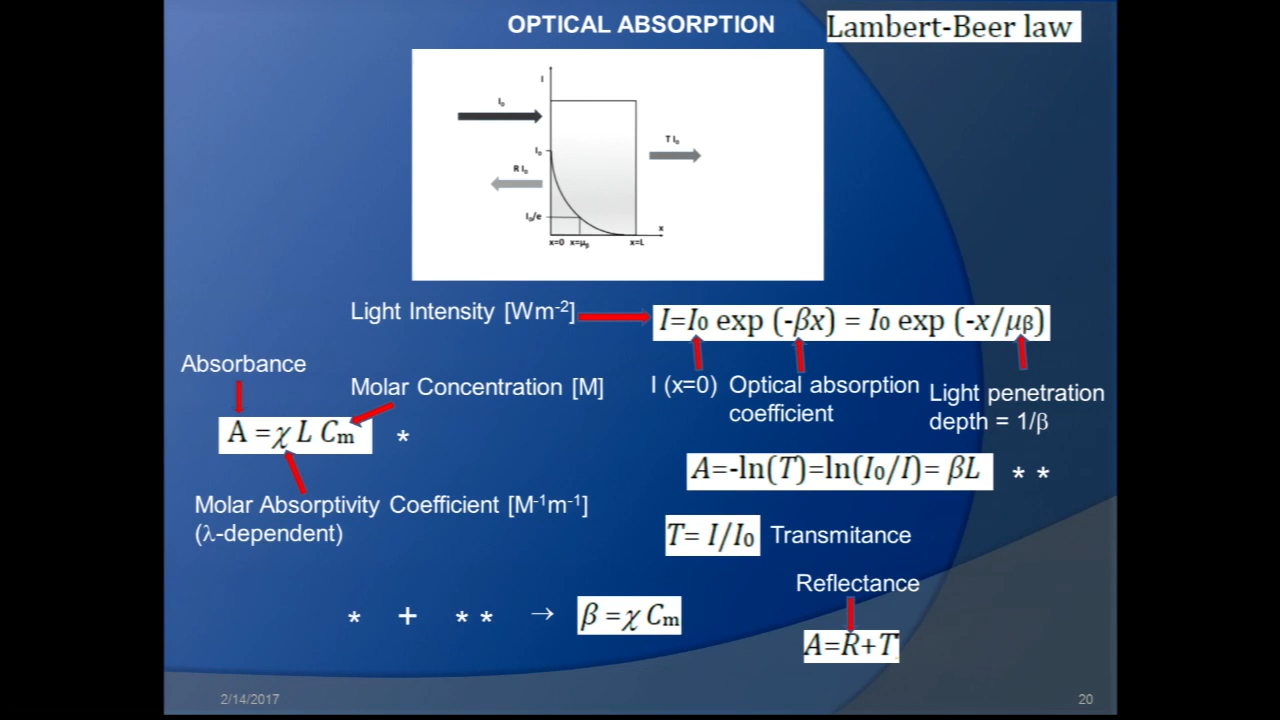 OPTICAL ABSORPTION
Lambert-Beer law
I
I₀
T I₀
I₀
R I₀
I₀/e
x
x=0 x=μᵦ x=L
Light Intensity [Wm⁻²]
I=I₀ exp (-βx) = I₀ exp (-x/μᵦ)
Absorbance
Molar Concentration [M]
I (x=0)
Optical absorption
coefficient
Light penetration
depth = 1/β
A =χ L Cₘ
*
A=-ln(T)=ln(I₀/I)= βL
* *
Molar Absorptivity Coefficient [M⁻¹m⁻¹]
(λ-dependent)
T= I/I₀
Transmitance
Reflectance
* + * * → β =χ Cₘ
A=R+T
2/14/2017
20